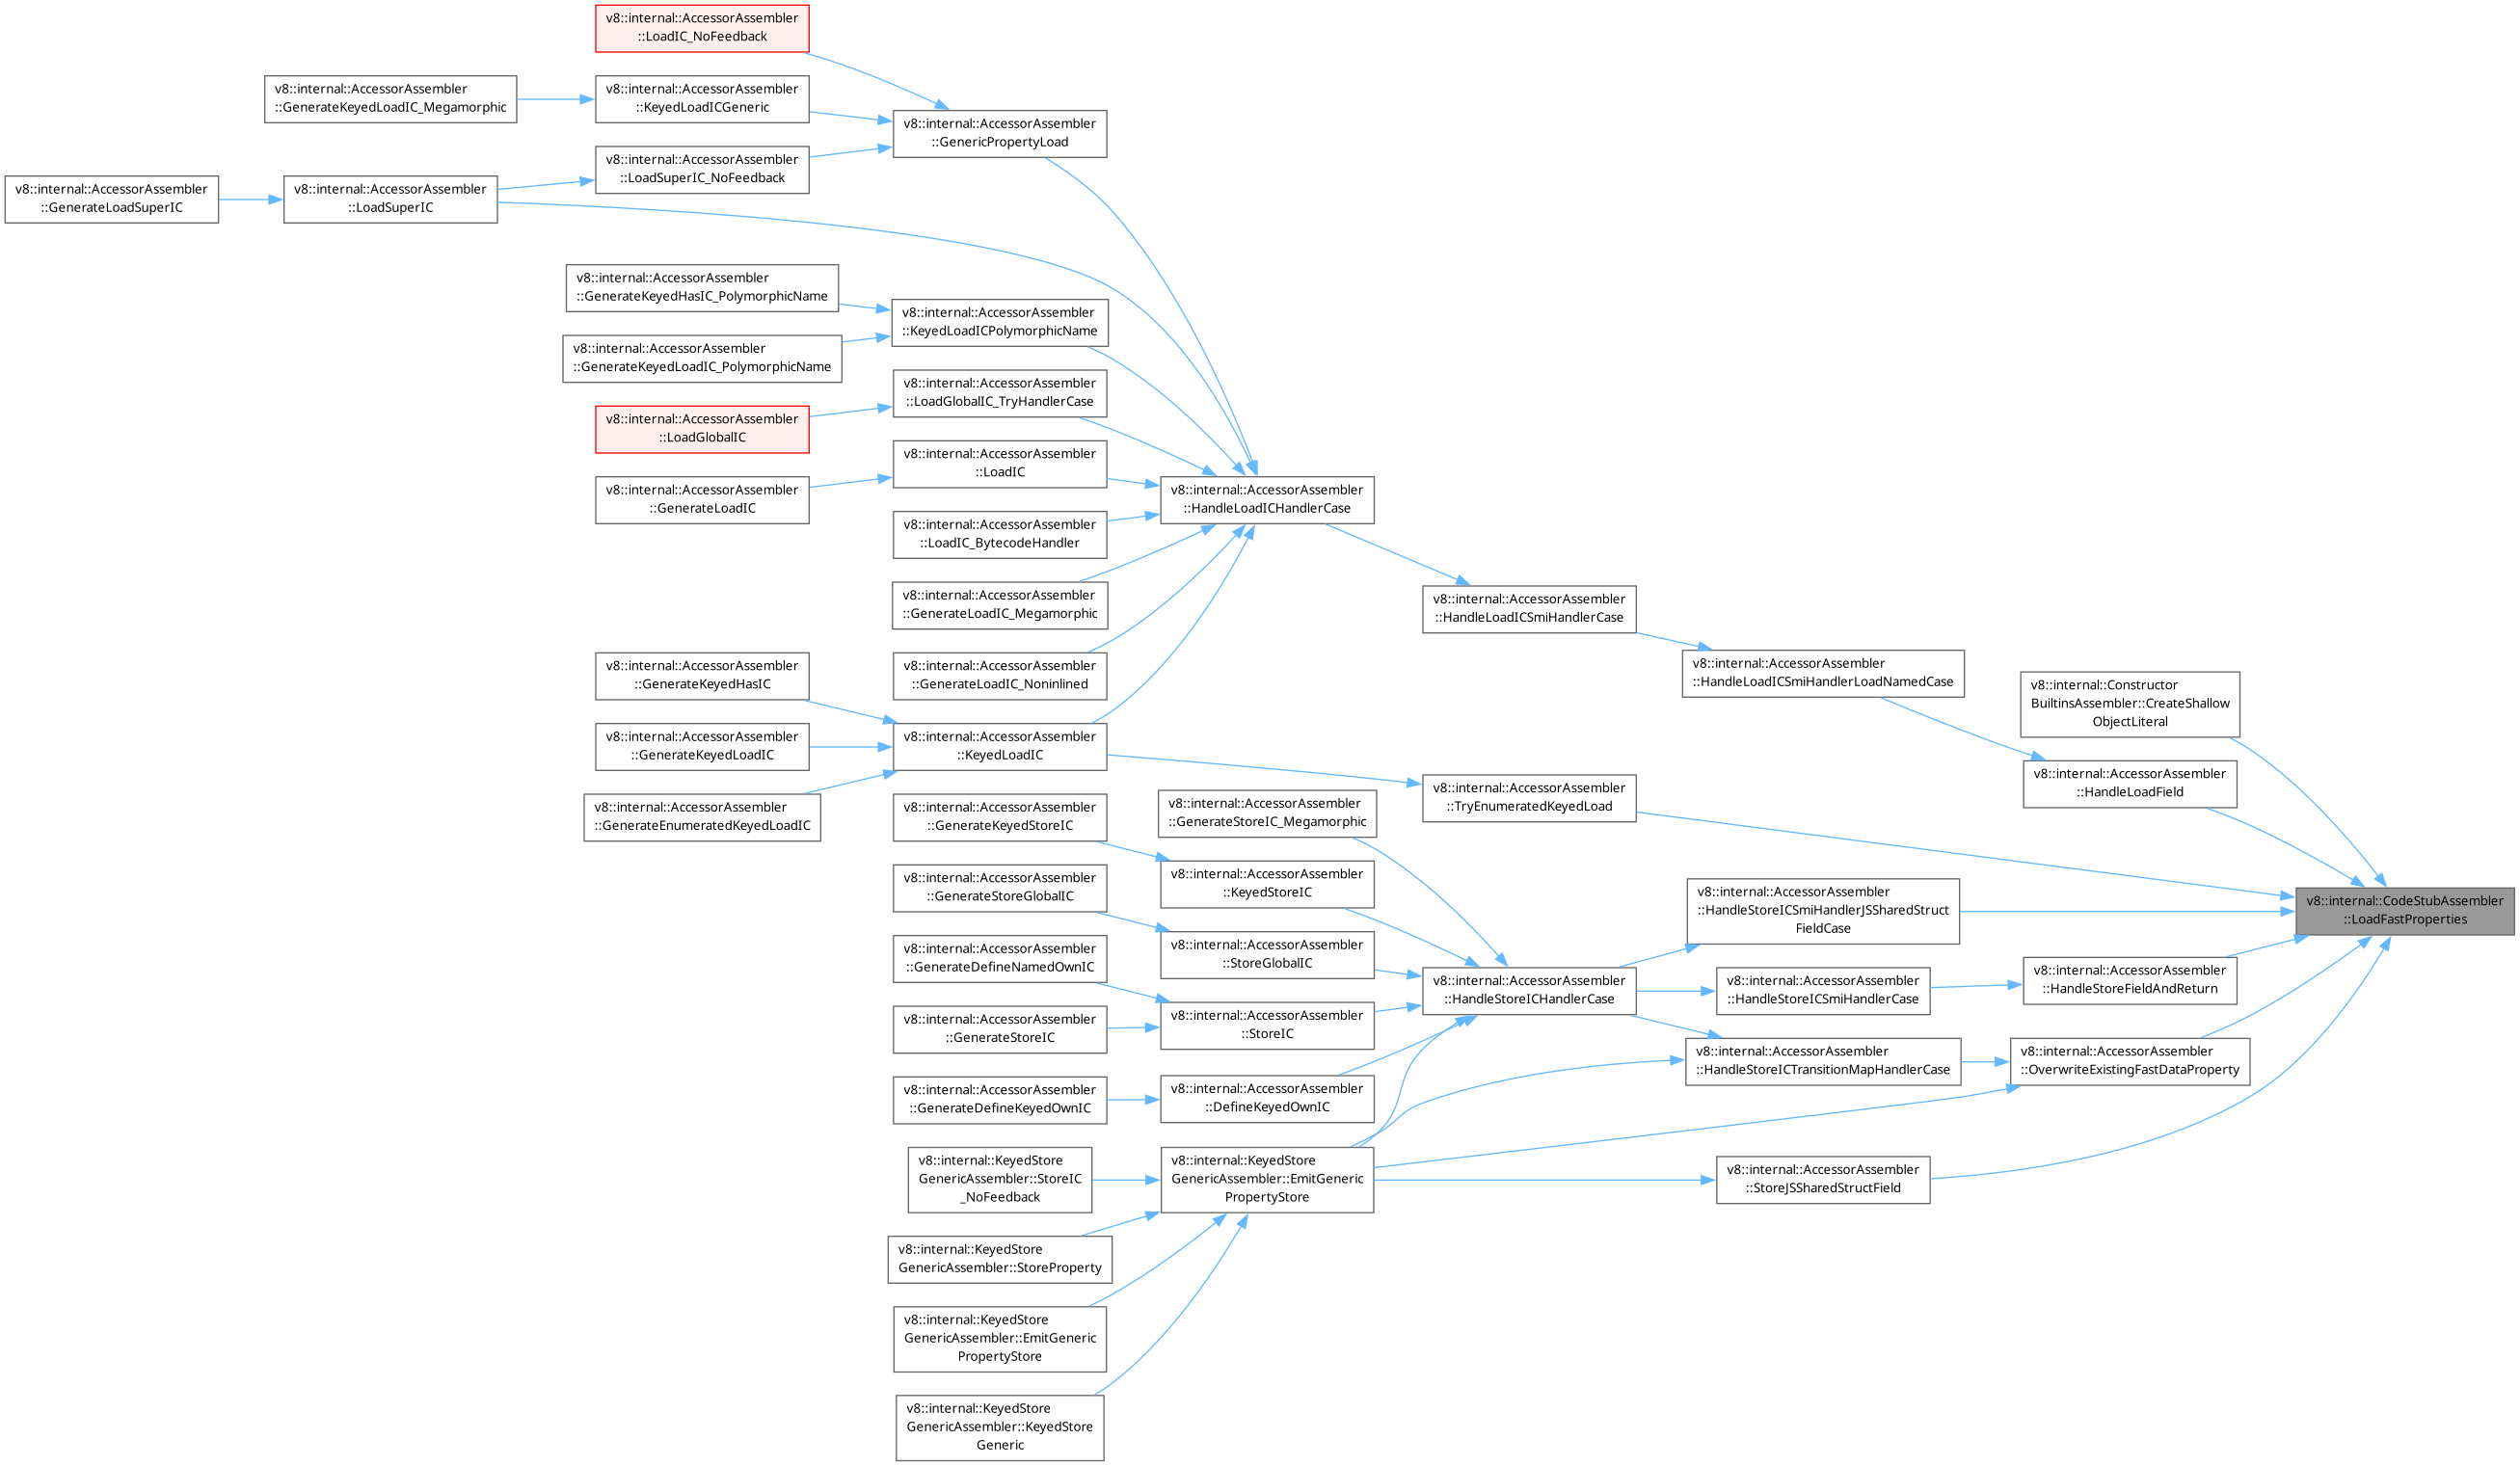 v8::internal::AccessorAssembler
::LoadIC_NoFeedback
v8::internal::AccessorAssembler
::GenerateKeyedLoadIC_Megamorphic
v8::internal::AccessorAssembler
::KeyedLoadICGeneric
v8::internal::AccessorAssembler
::GenericPropertyLoad
v8::internal::AccessorAssembler
::LoadSuperIC_NoFeedback
v8::internal::AccessorAssembler
::GenerateLoadSuperIC
v8::internal::AccessorAssembler
::LoadSuperIC
v8::internal::AccessorAssembler
::GenerateKeyedHasIC_PolymorphicName
v8::internal::AccessorAssembler
::KeyedLoadICPolymorphicName
v8::internal::AccessorAssembler
::GenerateKeyedLoadIC_PolymorphicName
v8::internal::AccessorAssembler
::LoadGlobalIC_TryHandlerCase
v8::internal::AccessorAssembler
::LoadGlobalIC
v8::internal::AccessorAssembler
::LoadIC
v8::internal::AccessorAssembler
::GenerateLoadIC
v8::internal::AccessorAssembler
::HandleLoadICHandlerCase
v8::internal::AccessorAssembler
::LoadIC_BytecodeHandler
v8::internal::AccessorAssembler
::GenerateLoadIC_Megamorphic
v8::internal::AccessorAssembler
::HandleLoadICSmiHandlerCase
v8::internal::AccessorAssembler
::GenerateKeyedHasIC
v8::internal::AccessorAssembler
::GenerateLoadIC_Noninlined
v8::internal::AccessorAssembler
::HandleLoadICSmiHandlerLoadNamedCase
v8::internal::Constructor
BuiltinsAssembler::CreateShallow
ObjectLiteral
v8::internal::AccessorAssembler
::GenerateKeyedLoadIC
v8::internal::AccessorAssembler
::KeyedLoadIC
v8::internal::AccessorAssembler
::HandleLoadField
v8::internal::AccessorAssembler
::TryEnumeratedKeyedLoad
v8::internal::AccessorAssembler
::GenerateEnumeratedKeyedLoadIC
v8::internal::AccessorAssembler
::GenerateKeyedStoreIC
v8::internal::AccessorAssembler
::GenerateStoreIC_Megamorphic
v8::internal::AccessorAssembler
::GenerateStoreGlobalIC
v8::internal::AccessorAssembler
::KeyedStoreIC
v8::internal::AccessorAssembler
::HandleStoreICSmiHandlerJSSharedStruct
FieldCase
v8::internal::CodeStubAssembler
::LoadFastProperties
v8::internal::AccessorAssembler
::GenerateDefineNamedOwnIC
v8::internal::AccessorAssembler
::StoreGlobalIC
v8::internal::AccessorAssembler
::HandleStoreICHandlerCase
v8::internal::AccessorAssembler
::HandleStoreICSmiHandlerCase
v8::internal::AccessorAssembler
::HandleStoreFieldAndReturn
v8::internal::AccessorAssembler
::GenerateStoreIC
v8::internal::AccessorAssembler
::StoreIC
v8::internal::AccessorAssembler
::HandleStoreICTransitionMapHandlerCase
v8::internal::AccessorAssembler
::OverwriteExistingFastDataProperty
v8::internal::AccessorAssembler
::GenerateDefineKeyedOwnIC
v8::internal::AccessorAssembler
::DefineKeyedOwnIC
v8::internal::KeyedStore
GenericAssembler::StoreIC
_NoFeedback
v8::internal::KeyedStore
GenericAssembler::EmitGeneric
PropertyStore
v8::internal::AccessorAssembler
::StoreJSSharedStructField
v8::internal::KeyedStore
GenericAssembler::StoreProperty
v8::internal::KeyedStore
GenericAssembler::EmitGeneric
PropertyStore
v8::internal::KeyedStore
GenericAssembler::KeyedStore
Generic